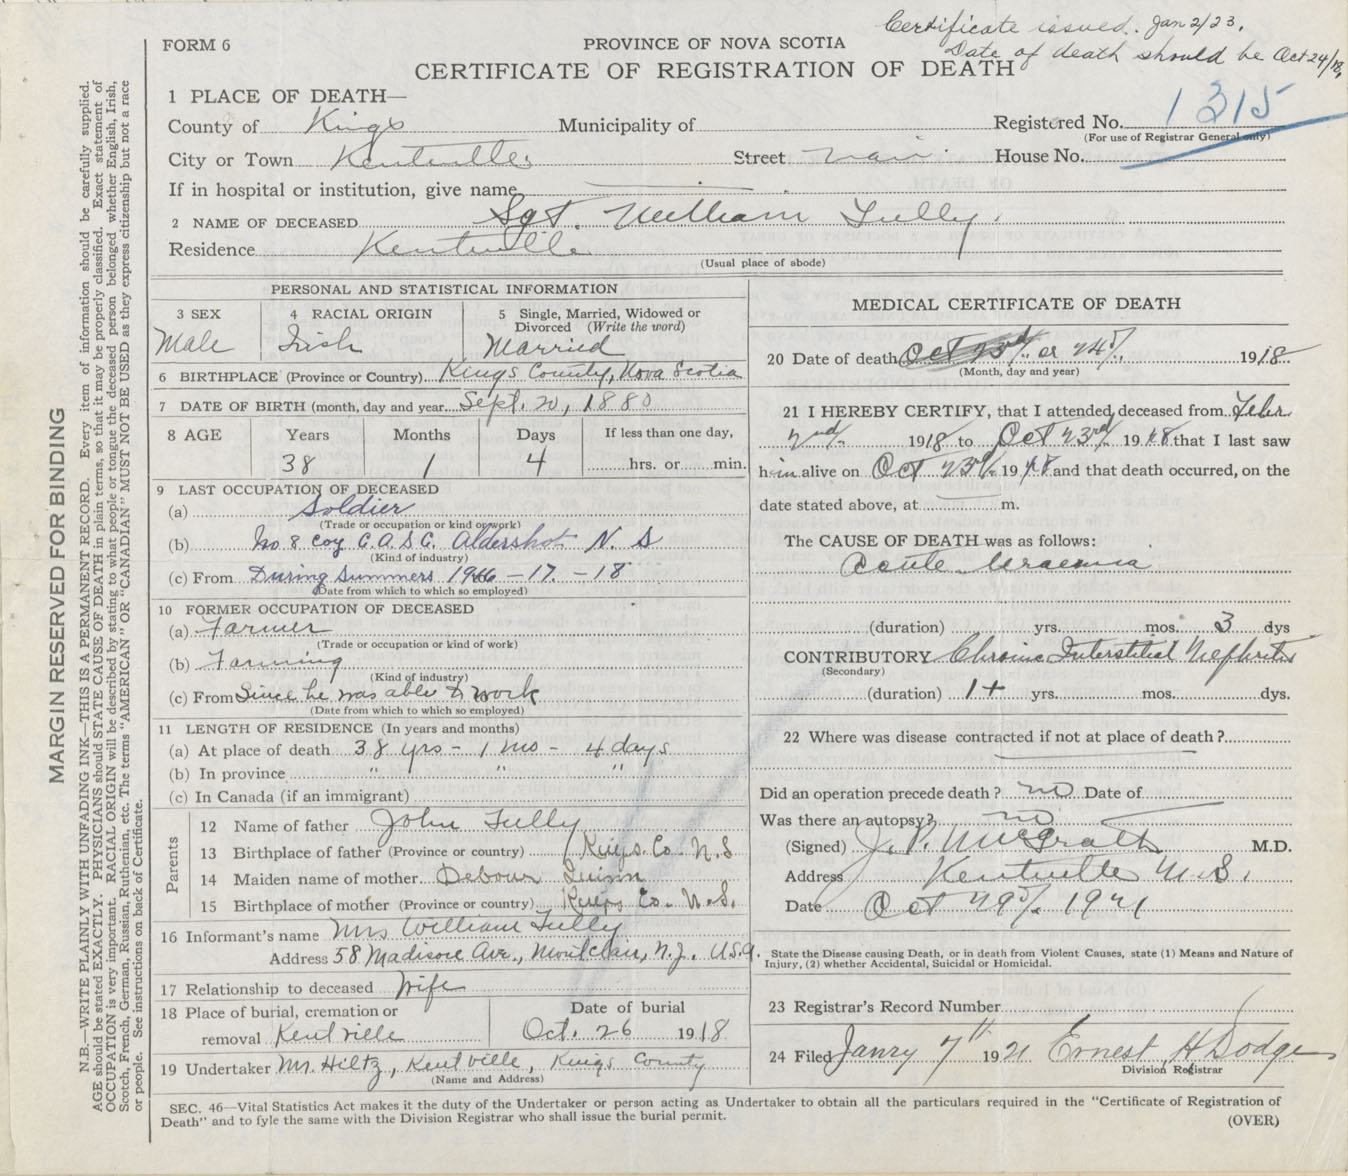 Certificate issued. Jan 2/23.
Date of death should be Oct 24/18.
FORM 6
PROVINCE OF NOVA SCOTIA
CERTIFICATE OF REGISTRATION OF DEATH
1 PLACE OF DEATH—
County of Kings Municipality of Registered No. 1315
(For use of Registrar General only)
City or Town Kentville Street Main House No.
If in hospital or institution, give name —
2 NAME OF DECEASED Sgt. William Tully.
Residence Kentville
(Usual place of abode)
PERSONAL AND STATISTICAL INFORMATION
3 SEX 4 RACIAL ORIGIN 5 Single, Married, Widowed or
Divorced (Write the word)
Male Irish Married
6 BIRTHPLACE (Province or Country) Kings County, Nova Scotia
7 DATE OF BIRTH (month, day and year Sept. 20, 1880
8 AGE Years Months Days If less than one day,
38 1 4 hrs. or min.
9 LAST OCCUPATION OF DECEASED
(a) Soldier
(Trade or occupation or kind of work)
(b) No 8 Coy C.A.S.C. Aldershot N.S
(Kind of industry)
(c) From During Summers 1916 - 17. - 18
(Date from which to which so employed)
10 FORMER OCCUPATION OF DECEASED
(a) Farmer
(Trade or occupation or kind of work)
(b) Farming
(Kind of industry)
(c) From Since he was able to work
(Date from which to which so employed)
11 LENGTH OF RESIDENCE (In years and months)
(a) At place of death 38 yrs - 1 mo - 4 days
(b) In province " " "
(c) In Canada (if an immigrant)
Parents
12 Name of father John Tully
13 Birthplace of father (Province or country) Kings Co. N.S
14 Maiden name of mother Quinn
15 Birthplace of mother (Province or country) Kings Co. N.S.
16 Informant's name Mrs William Tully
Address 58 Madison Ave., Montclair, N.J. U.S.A.
17 Relationship to deceased Wife
18 Place of burial, cremation or Date of burial
removal Kentville Oct. 26 1918
19 Undertaker Mr. Hiltz, Kentville, Kings County
(Name and Address)
MEDICAL CERTIFICATE OF DEATH
20 Date of death Oct 23rd, or 24th, 1918
(Month, day and year)
21 I HEREBY CERTIFY, that I attended deceased from Febr
2nd. 1918 to Oct 23rd 1918 that I last saw
him alive on Oct 23rd. 1918 and that death occurred, on the
date stated above, at — m.
The CAUSE OF DEATH was as follows:
Acute Uraemia
(duration) yrs. mos. 3 dys
CONTRIBUTORY Chronic Interstitial Nephritis
(Secondary)
(duration) 1+ yrs. mos. dys.
22 Where was disease contracted if not at place of death?
Did an operation precede death? no Date of
Was there an autopsy? no
(Signed) J. P. McGrath M.D.
Address Kentville N.S.
Date Oct 29th. 1921
State the Disease causing Death, or in death from Violent Causes, state (1) Means and Nature of
Injury, (2) whether Accidental, Suicidal or Homicidal.
23 Registrar's Record Number
24 Filed Janry 7th 1921 Ernest H Dodge
Division Registrar
SEC. 46—Vital Statistics Act makes it the duty of the Undertaker or person acting as Undertaker to obtain all the particulars required in the "Certificate of Registration of
Death" and to fyle the same with the Division Registrar who shall issue the burial permit.
(OVER)
MARGIN RESERVED FOR BINDING
N.B.—WRITE PLAINLY WITH UNFADING INK—THIS IS A PERMANENT RECORD. Every item of information should be carefully supplied.
AGE should be stated EXACTLY. PHYSICIANS should STATE CAUSE OF DEATH in plain terms, so that it may be properly classified. Exact statement of
OCCUPATION is very important. RACIAL ORIGIN will be described by stating to what people or tongue the deceased person belonged whether English, Irish,
Scotch, French, German, Russian, Ruthenian, etc. The terms "AMERICAN" OR "CANADIAN" MUST NOT BE USED as they express citizenship but not a race
or people. See instructions on back of Certificate.